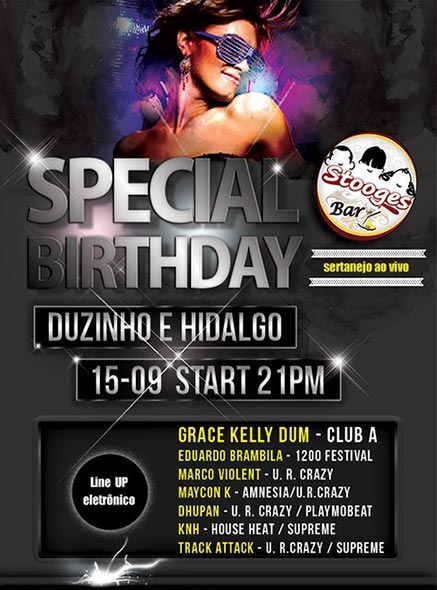 SPECIAL
BIRTHDAY
Stooges
Bar
sertanejo ao vivo
DUZINHO E HIDALGO
15-09 START 21PM
Line UP
eletrônico
GRACE KELLY DUM - CLUB A
EDUARDO BRAMBILA - 1200 FESTIVAL
MARCO VIOLENT - U. R. CRAZY
MAYCON K - AMNESIA/U.R.CRAZY
DHUPAN - U. R. CRAZY / PLAYMOBEAT
KNH - HOUSE HEAT / SUPREME
TRACK ATTACK - U. R.CRAZY / SUPREME